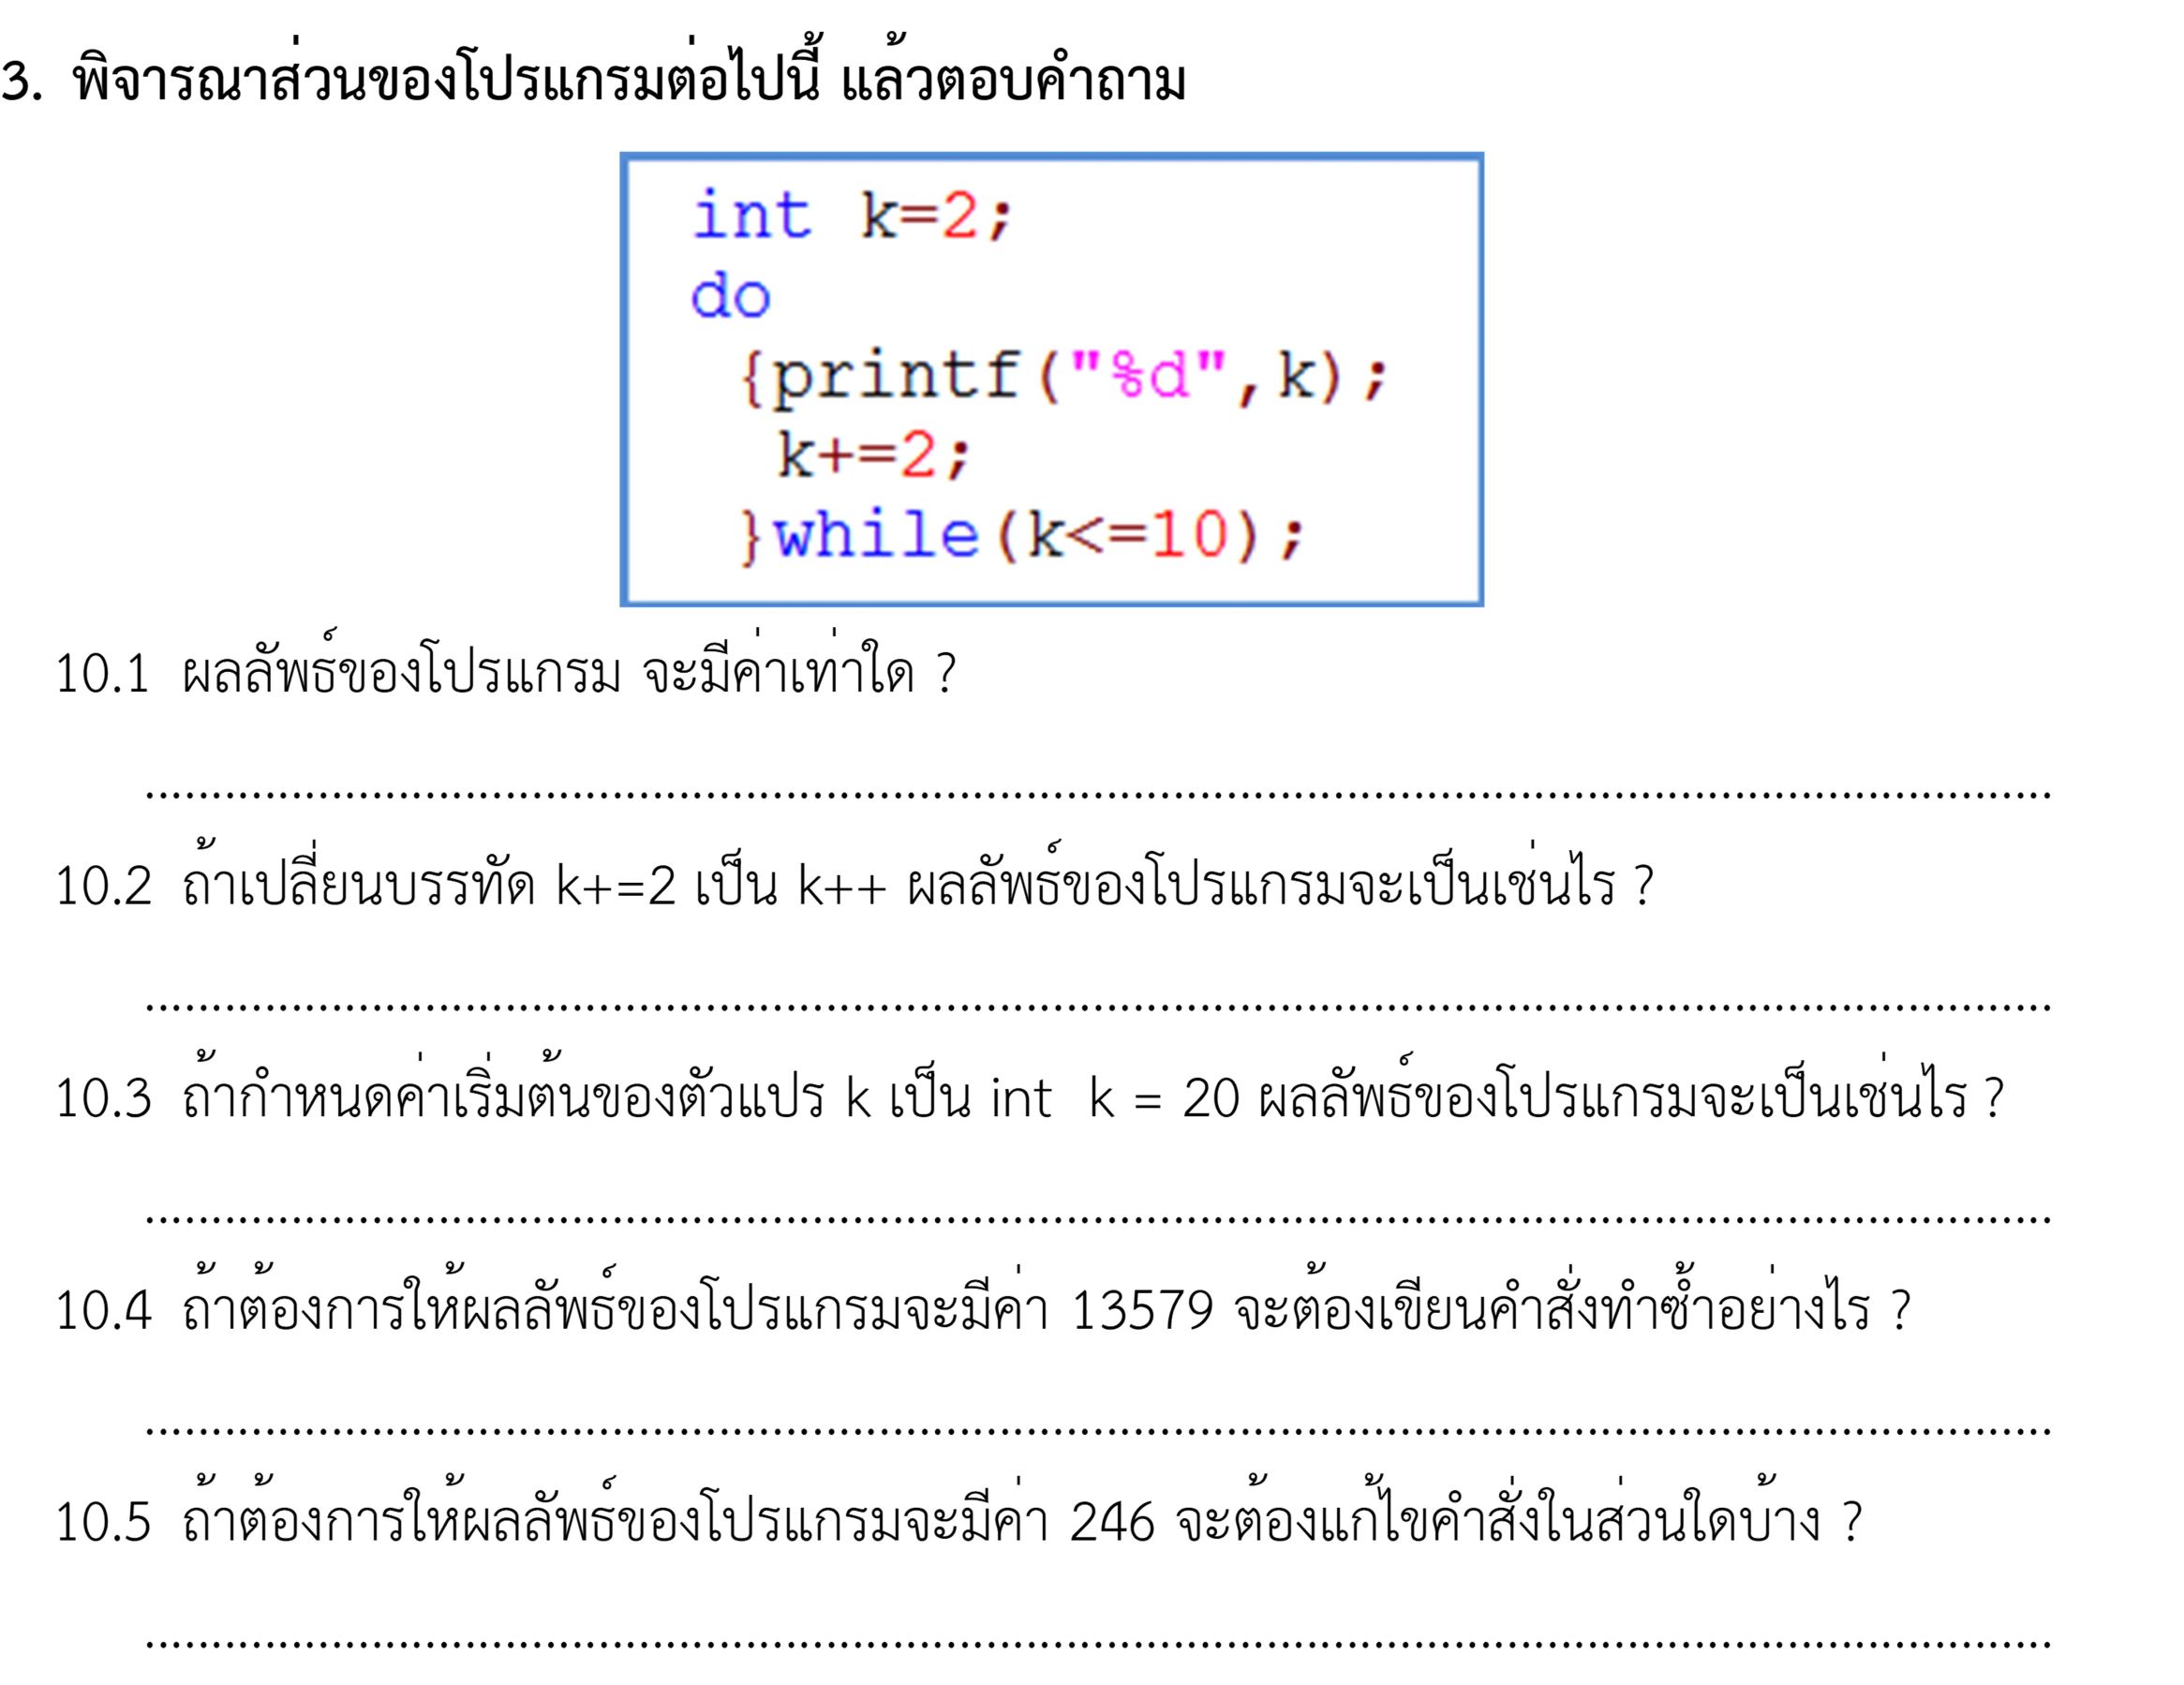 3. พิจารณาส่วนของโปรแกรมต่อไปนี้ แล้วตอบคำถาม
int k=2;
do
{printf("%d",k);
k+=2;
}while(k<=10);
10.1 ผลลัพธ์ของโปรแกรม จะมีค่าเท่าใด ?
................................................................................
10.2 ถ้าเปลี่ยนบรรทัด k+=2 เป็น k++ ผลลัพธ์ของโปรแกรมจะเป็นเช่นไร ?
................................................................................
10.3 ถ้ากำหนดค่าเริ่มต้นของตัวแปร k เป็น int k = 20 ผลลัพธ์ของโปรแกรมจะเป็นเช่นไร ?
................................................................................
10.4 ถ้าต้องการให้ผลลัพธ์ของโปรแกรมจะมีค่า 13579 จะต้องเขียนคำสั่งทำซ้ำอย่างไร ?
................................................................................
10.5 ถ้าต้องการให้ผลลัพธ์ของโปรแกรมจะมีค่า 246 จะต้องแก้ไขคำสั่งในส่วนใดบ้าง ?
................................................................................